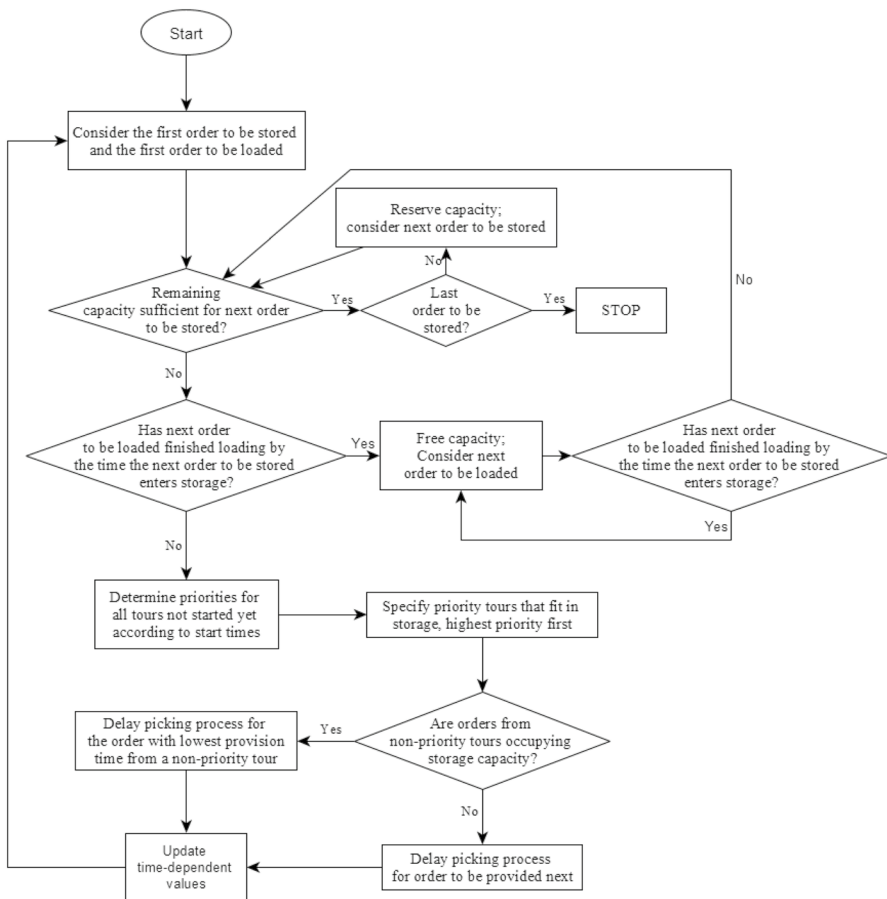 Start
Consider the first order to be stored
and the first order to be loaded
Reserve capacity;
consider next order to be stored
No
No
Remaining
capacity sufficient for next order
to be stored?
Yes
Last
order to be
stored?
Yes
STOP
No
Has next order
to be loaded finished loading by
the time the next order to be stored
enters storage?
Yes
Free capacity;
Consider next
order to be loaded
Has next order
to be loaded finished loading by
the time the next order to be stored
enters storage?
Yes
No
Determine priorities for
all tours not started yet
according to start times
Specify priority tours that fit in
storage, highest priority first
Are orders from
non-priority tours occupying
storage capacity?
Yes
Delay picking process for
the order with lowest provision
time from a non-priority tour
No
Update
time-dependent
values
Delay picking process
for order to be provided next